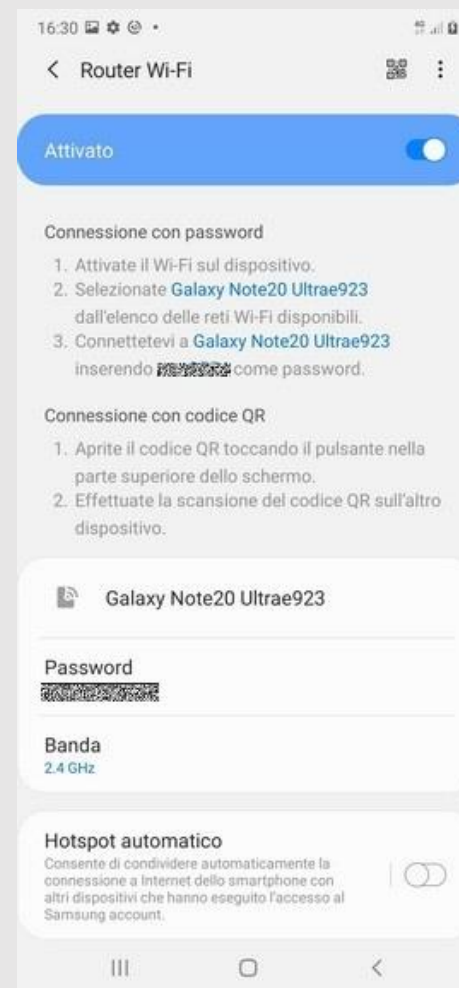 16:30
Router Wi-Fi
Attivato
Connessione con password
1. Attivate il Wi-Fi sul dispositivo.
2. Selezionate Galaxy Note20 Ultrae923
dall'elenco delle reti Wi-Fi disponibili.
3. Connettetevi a Galaxy Note20 Ultrae923
inserendo come password.
Connessione con codice QR
1. Aprite il codice QR toccando il pulsante nella
parte superiore dello schermo.
2. Effettuate la scansione del codice QR sull'altro
dispositivo.
Galaxy Note20 Ultrae923
Password
Banda
2.4 GHz
Hotspot automatico
Consente di condividere automaticamente la
connessione a Internet dello smartphone con
altri dispositivi che hanno eseguito l'accesso al
Samsung account.